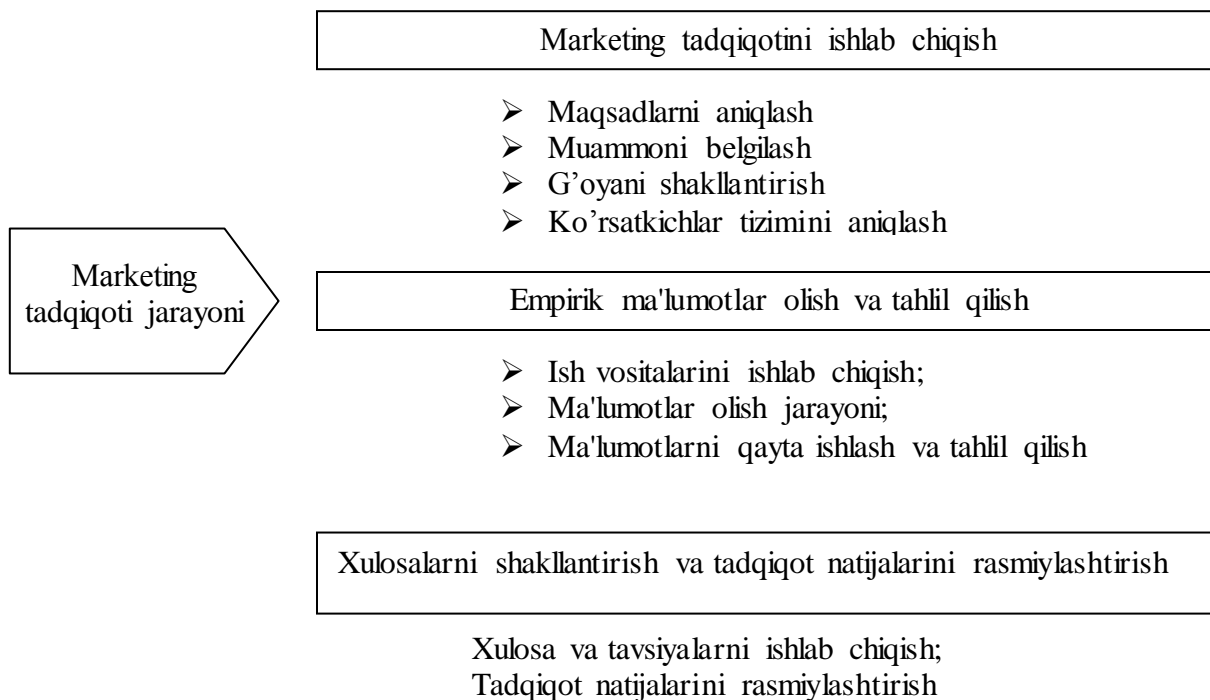 Marketing tadqiqotini ishlab chiqish
➢ Maqsadlarni aniqlash
➢ Muammoni belgilash
➢ G’oyani shakllantirish
➢ Ko’rsatkichlar tizimini aniqlash
Marketing
tadqiqoti jarayoni
Empirik ma'lumotlar olish va tahlil qilish
➢ Ish vositalarini ishlab chiqish;
➢ Ma'lumotlar olish jarayoni;
➢ Ma'lumotlarni qayta ishlash va tahlil qilish
Xulosalarni shakllantirish va tadqiqot natijalarini rasmiylashtirish
Xulosa va tavsiyalarni ishlab chiqish;
Tadqiqot natijalarini rasmiylashtirish